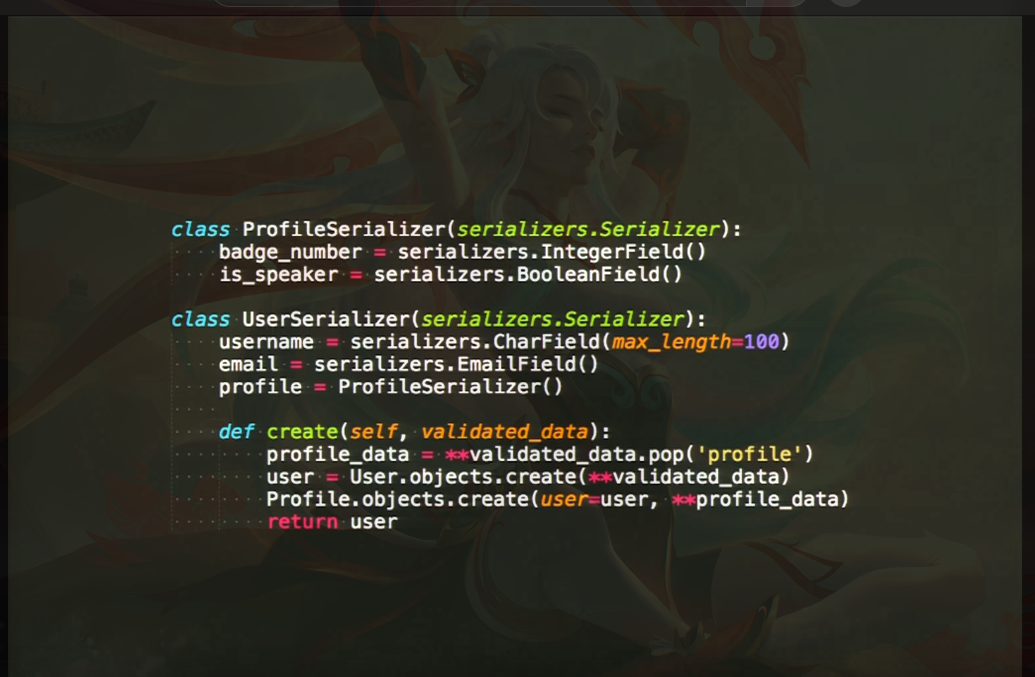 class ProfileSerializer(serializers.Serializer):
    badge_number = serializers.IntegerField()
    is_speaker = serializers.BooleanField()

class UserSerializer(serializers.Serializer):
    username = serializers.CharField(max_length=100)
    email = serializers.EmailField()
    profile = ProfileSerializer()

    def create(self, validated_data):
        profile_data = **validated_data.pop('profile')
        user = User.objects.create(**validated_data)
        Profile.objects.create(user=user, **profile_data)
        return user